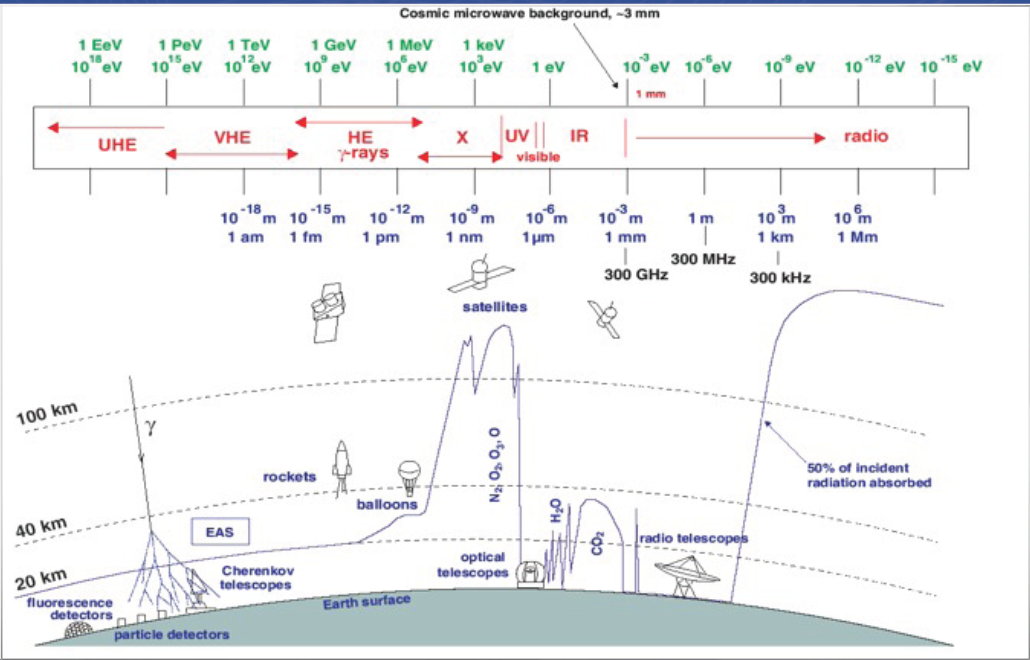 Cosmic microwave background, ~3 mm
1 EeV 1 PeV 1 TeV 1 GeV 1 MeV 1 keV
10^18 eV 10^15 eV 10^12 eV 10^9 eV 10^6 eV 10^3 eV 1 eV 10^-3 eV 10^-6 eV 10^-9 eV 10^-12 eV 10^-15 eV
1 mm
UHE VHE HE X UV IR radio
γ-rays
visible
10^-18 m 10^-15 m 10^-12 m 10^-9 m 10^-6 m 10^-3 m 1 m 10^3 m 10^6 m
1 am 1 fm 1 pm 1 nm 1μm 1 mm 1 km 1 Mm
300 GHz 300 MHz 300 kHz
satellites
100 km
γ
N2, O2, O3, O
50% of incident
radiation absorbed
rockets
balloons
40 km
EAS
H2O
CO2
radio telescopes
optical
telescopes
20 km
Cherenkov
telescopes
fluorescence
detectors
Earth surface
particle detectors